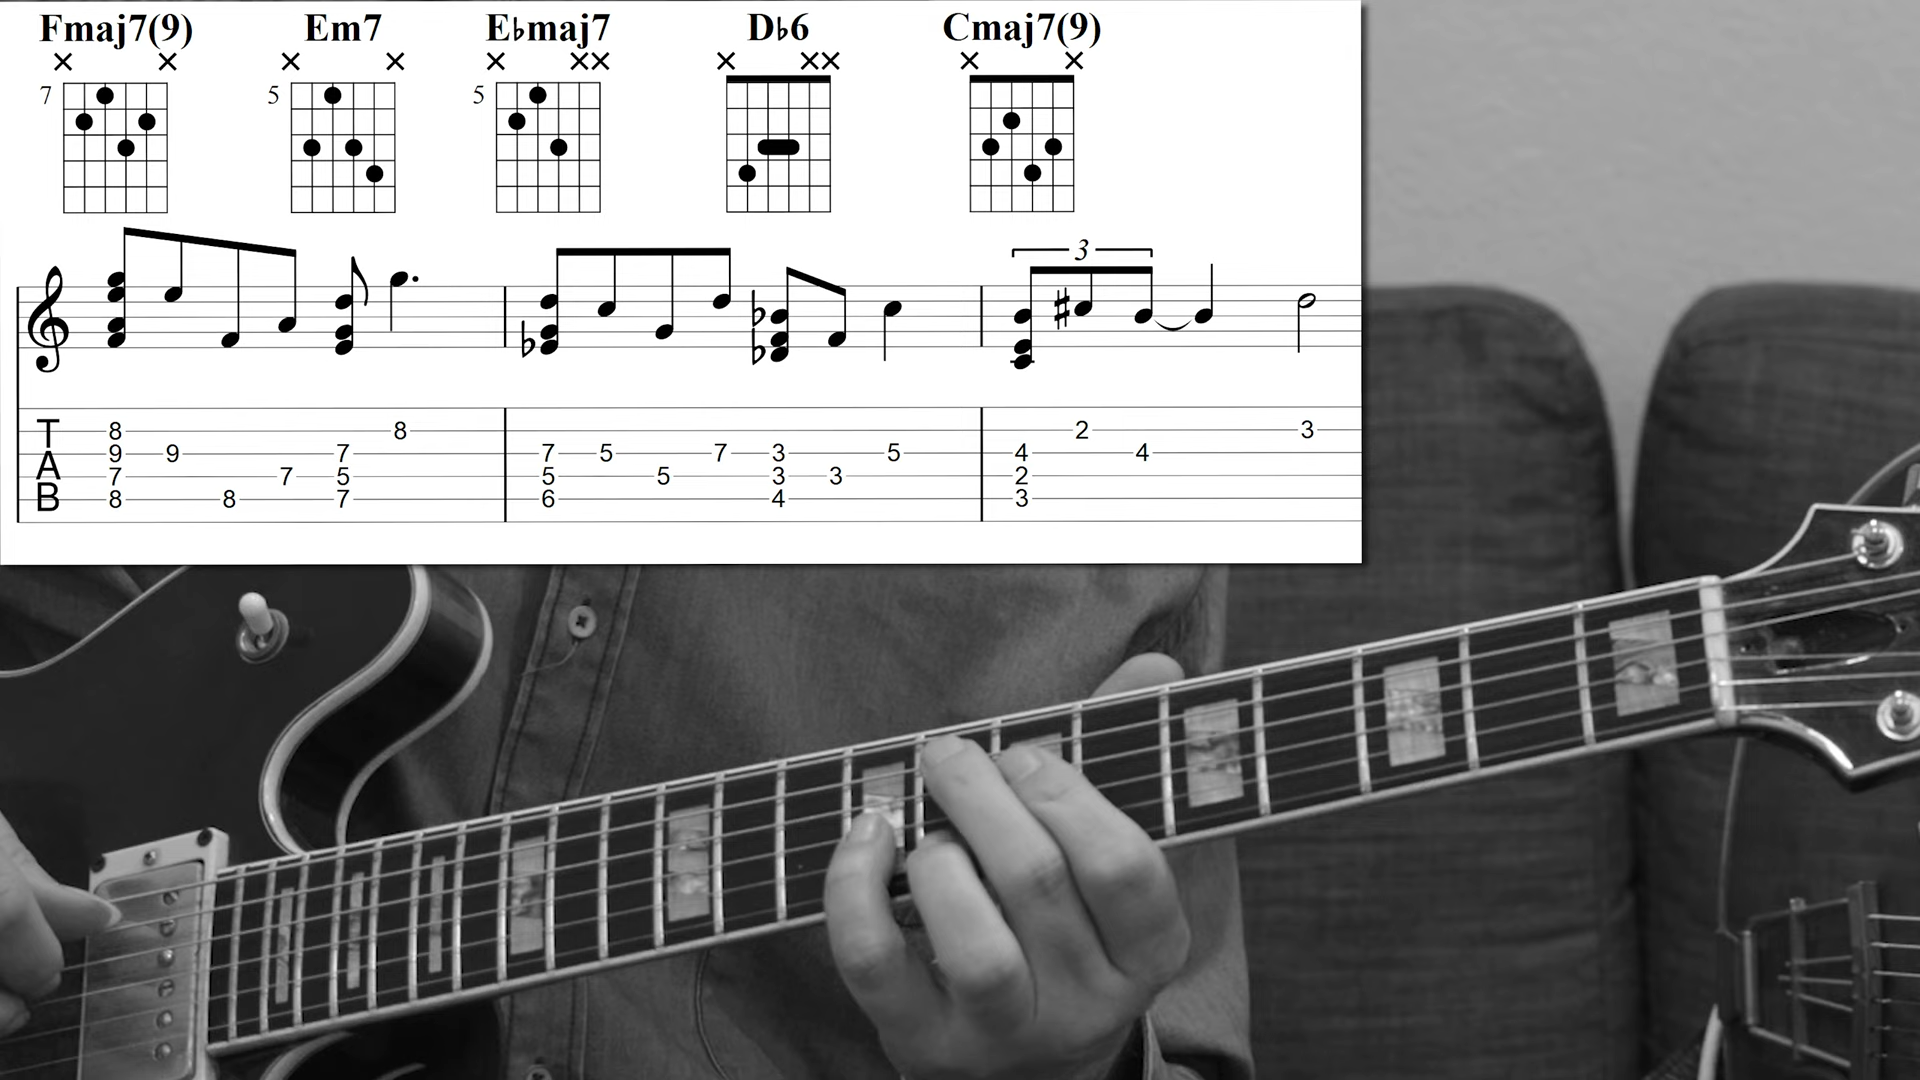 Fmaj7(9) Em7 E♭maj7 D♭6 Cmaj7(9)
× × × × × ×× × ×× × ×
7 5 5
3
T 8 8 2 3
9 9 7 7 5 7 3 5 4 4
A 7 7 5 5 5 3 3 2
B 8 8 7 6 4 3